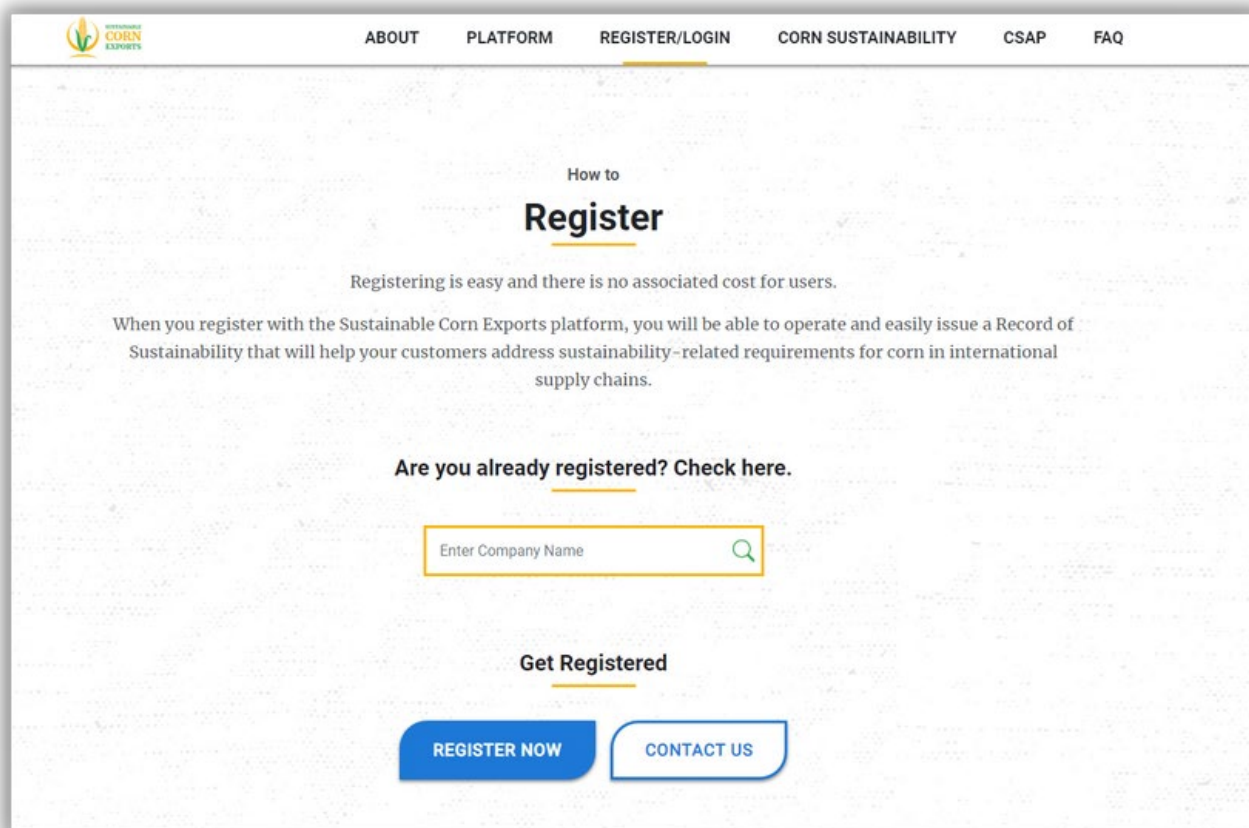 SUSTAINABLE
CORN
EXPORTS
ABOUT PLATFORM REGISTER/LOGIN CORN SUSTAINABILITY CSAP FAQ
How to
Register
Registering is easy and there is no associated cost for users.
When you register with the Sustainable Corn Exports platform, you will be able to operate and easily issue a Record of
Sustainability that will help your customers address sustainability-related requirements for corn in international
supply chains.
Are you already registered? Check here.
Enter Company Name
Get Registered
REGISTER NOW CONTACT US